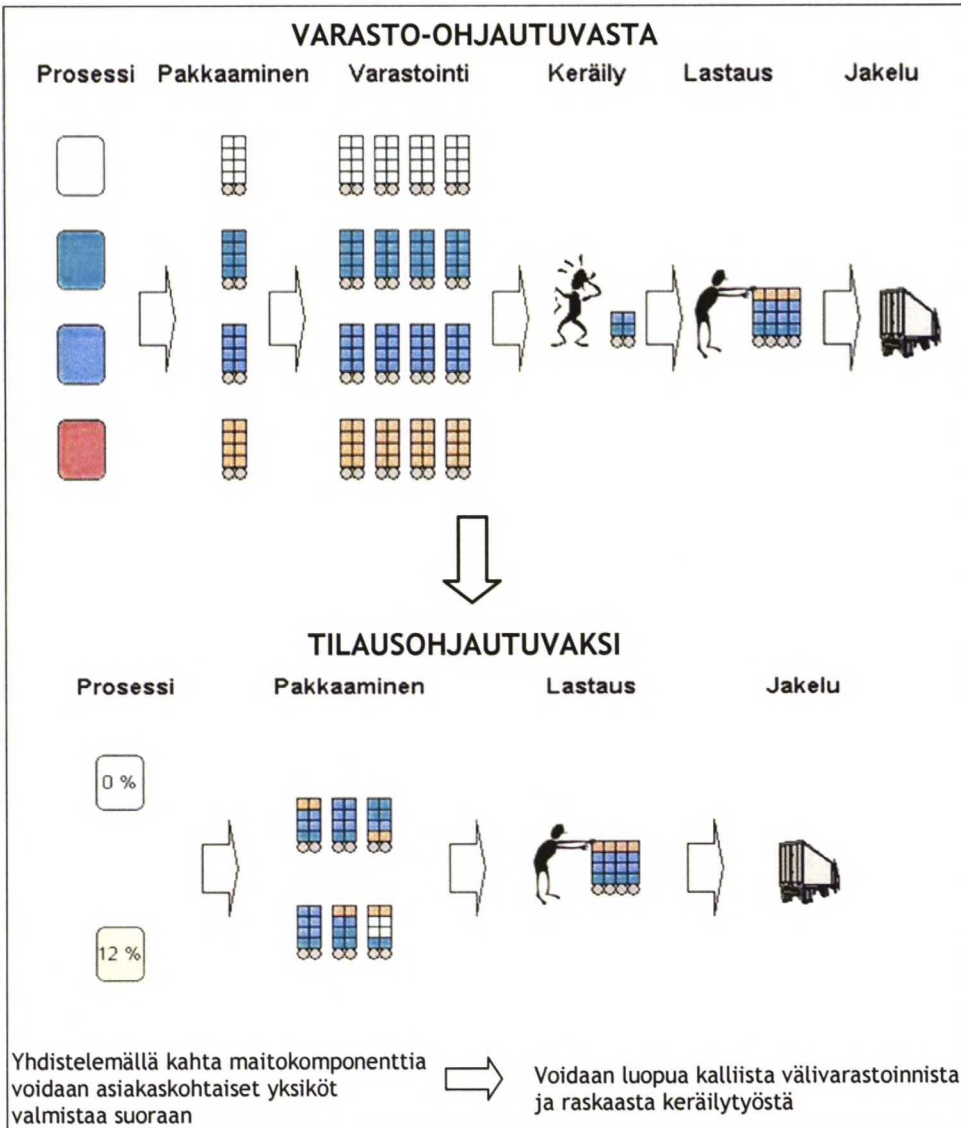 VARASTO-OHJAUTUVASTA
Prosessi Pakkaaminen Varastointi Keräily Lastaus Jakelu
TILAUSOHJAUTUVAKSI
Prosessi Pakkaaminen Lastaus Jakelu
0 %
12 %
Yhdistelemällä kahta maitokomponenttia
voidaan asiakaskohtaiset yksiköt
valmistaa suoraan
Voidaan luopua kalliista välivarastoinnista
ja raskaasta keräilytyöstä